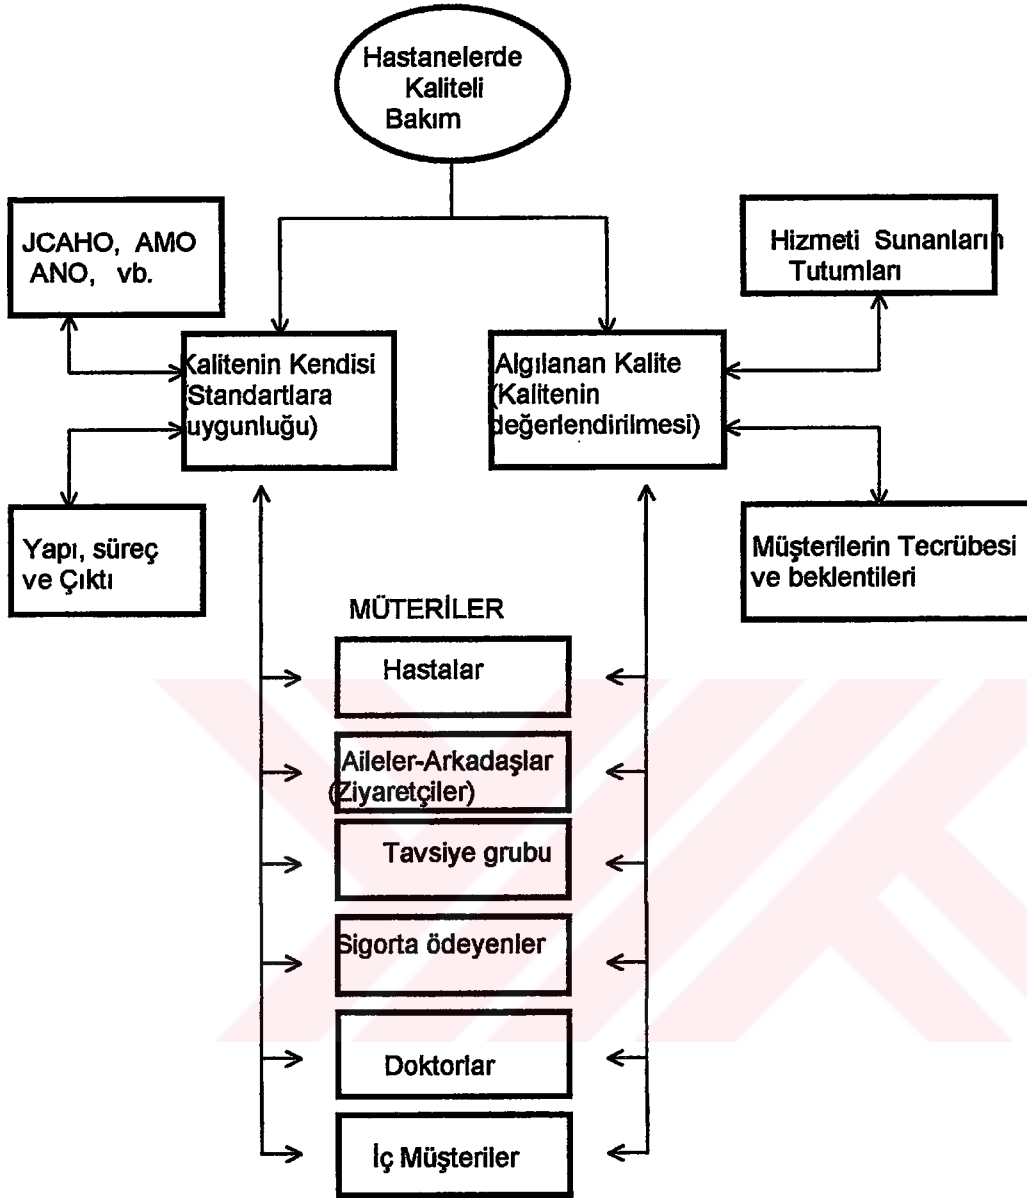 Hastanelerde
Kaliteli
Bakım
JCAHO, AMO
ANO, vb.
Hizmeti Sunanların
Tutumları
Kalitenin Kendisi
(Standartlara
uygunluğu)
Algılanan Kalite
(Kalitenin
değerlendirilmesi)
Yapı, süreç
ve Çıktı
Müşterilerin Tecrübesi
ve beklentileri
MÜTERİLER
Hastalar
Aileler-Arkadaşlar
(Ziyaretçiler)
Tavsiye grubu
Sigorta ödeyenler
Doktorlar
İç Müşteriler